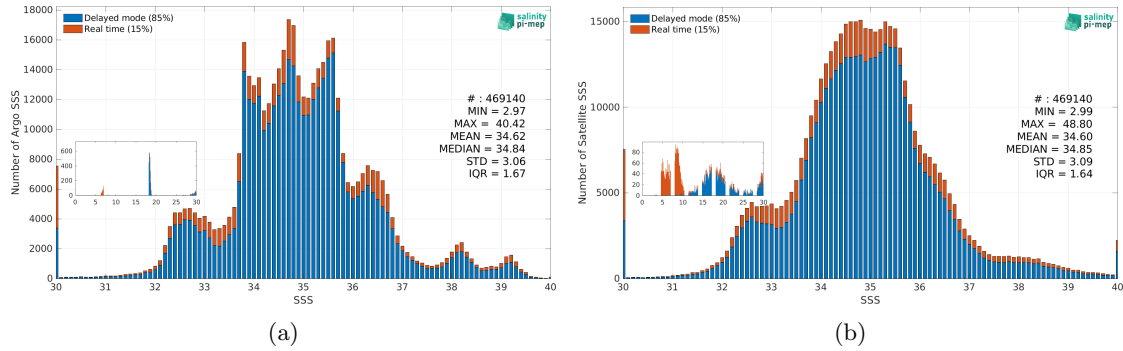 Delayed mode (85%)
Real time (15%)
salinity
pi-mep
18000
16000
14000
12000
10000
8000
6000
4000
2000
0
Number of Argo SSS
# : 469140
MIN = 2.97
MAX = 40.42
MEAN = 34.62
MEDIAN = 34.84
STD = 3.06
IQR = 1.67
600
400
200
0
0 5 10 15 20 25 30
30 31 32 33 34 35 36 37 38 39 40
SSS
(a)
Delayed mode (85%)
Real time (15%)
salinity
pi-mep
15000
10000
5000
0
Number of Satellite SSS
# : 469140
MIN = 2.99
MAX = 48.80
MEAN = 34.60
MEDIAN = 34.85
STD = 3.09
IQR = 1.64
80
60
40
20
0
0 5 10 15 20 25 30
30 31 32 33 34 35 36 37 38 39 40
SSS
(b)